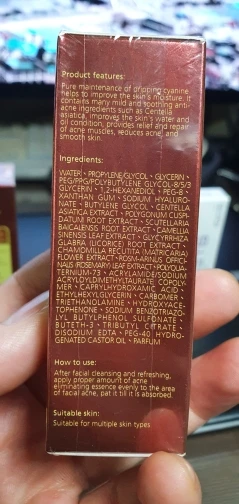 Product features:
Pure maintenance of dripping cyanine
helps to improve the skin's moisture. It
contains many mild and soothing anti-
acne ingredients such as Centella
asiatica, improves the skin's water and
oil condition, provides relief and repair
of acne muscles, reduces acne, and
smooth skin.
Ingredients:
WATER、PROPYLENE GLYCOL、GLYCERIN、
PEG/PPG/POLYBUTYLENE GLYCOL-8/5/3
GLYCERIN、1,2-HEXANEDIOL、PEG-8、
XANTHAN GUM、SODIUM HYALURO-
NATE、BUTYLENE GLYCOL、CENTELLA
ASIATICA EXTRACT、POLYGONUM CUSPI-
DATUM ROOT EXTRACT、SCUTELLARIA
BAICALENSIS ROOT EXTRACT、CAMELLIA
SINENSIS LEAF EXTRACT、GLYCYRRHIZA
GLABRA (LICORICE) ROOT EXTRACT、
CHAMOMILLA RECUTITA (MATRICARIA)
FLOWER EXTRACT、ROSM-ARINUS OFFICI-
NALIS (ROSEMARY) LEAF EXTRACT、POLYQUA-
TERNIUM-73、ACRYLAMIDE/SODIUM
ACRYLOYLDIMETHYLTAURATE COPOLY-
MER、CAPRYLHYDROXAMIC ACID、
ETHYLHEXYLGLYCERIN、CARBOMER、
TRIETHANOLAMINE、HYDROXYACE-
TOPHENONE、SODIUM BENZOTRIAZO-
LYL BUTYLPHENOL SULFONATE、
BUTETH-3、TRIBUTYL CITRATE、
DISODIUM EDTA、PEG-40 HYDRO-
GENATED CASTOR OIL、PARFUM
How to use:
After facial cleansing and refreshing,
apply proper amount of acne
eliminating essence evenly to the area
of facial acne, pat it till it is absorbed.
Suitable skin:
Suitable for multiple skin types